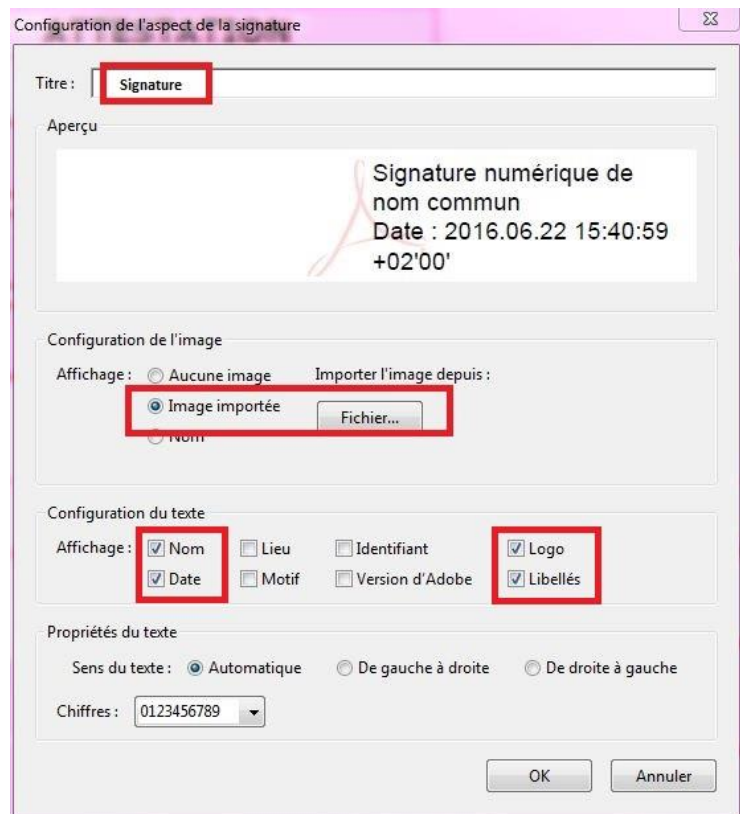 Configuration de l'aspect de la signature
ATTESTATION
Titre : Signature
Aperçu
Signature numérique de
nom commun
Date : 2016.06.22 15:40:59
+02'00'
Configuration de l'image
Affichage : Aucune image Importer l'image depuis :
Image importée Fichier...
Nom
Configuration du texte
Affichage : Nom Lieu Identifiant Logo
Date Motif Version d'Adobe Libellés
Propriétés du texte
Sens du texte : Automatique De gauche à droite De droite à gauche
Chiffres : 0123456789
OK Annuler